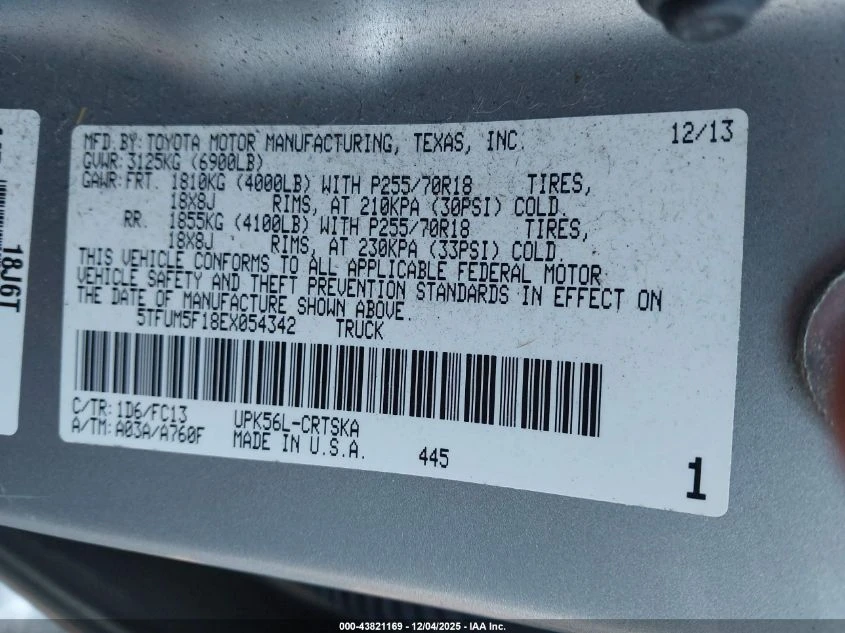 MFD.BY:TOYOTA MOTOR MANUFACTURING, TEXAS, INC. 12/13
GVWR:3125KG (6900LB)
GAWR:FRT. 1810KG (4000LB) WITH P255/70R18 TIRES,
18X8J RIMS, AT 210KPA (30PSI) COLD.
RR. 1855KG (4100LB) WITH P255/70R18 TIRES,
18X8J RIMS, AT 230KPA (33PSI) COLD.
THIS VEHICLE CONFORMS TO ALL APPLICABLE FEDERAL MOTOR
VEHICLE SAFETY AND THEFT PREVENTION STANDARDS IN EFFECT ON
THE DATE OF MANUFACTURE SHOWN ABOVE.
5TFUM5F18EX054342 TRUCK
C/TR:1D6/FC13 UPK56L-CRTSKA
A/TM:A03A/A760F MADE IN U.S.A. 445
1
18J6T
000-43821169 - 12/04/2025 - IAA Inc.